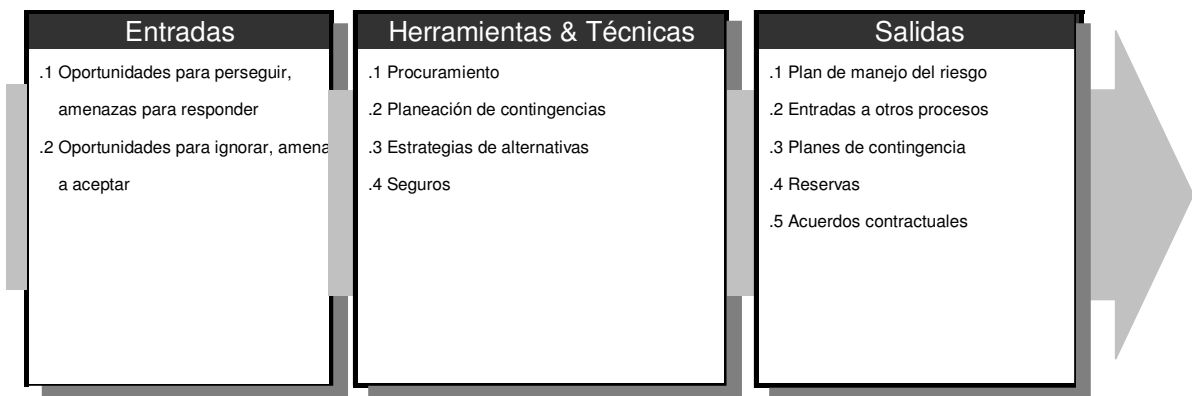 Entradas
.1 Oportunidades para perseguir,
amenazas para responder
.2 Oportunidades para ignorar, amena
a aceptar
Herramientas & Técnicas
.1 Procuramiento
.2 Planeación de contingencias
.3 Estrategias de alternativas
.4 Seguros
Salidas
.1 Plan de manejo del riesgo
.2 Entradas a otros procesos
.3 Planes de contingencia
.4 Reservas
.5 Acuerdos contractuales